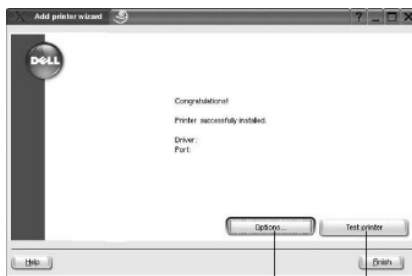 Add printer wizard
DELL
Congratulations!
Printer successfully installed.
Driver:
Port:
Options...
Test printer
Help
Finish